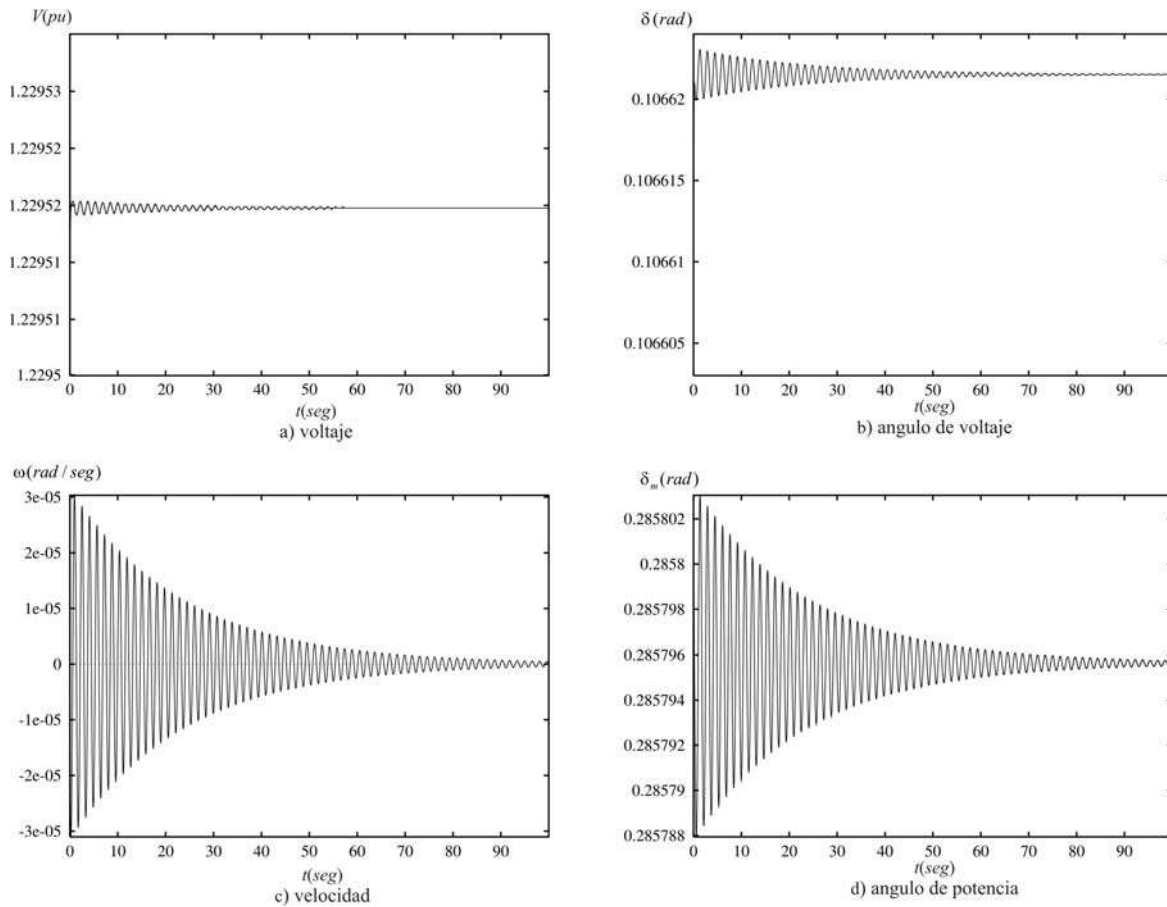 V(pu)
1.22953
1.22952
1.22952
1.22951
1.22951
1.2295
0 10 20 30 40 50 60 70 80 90
t(seg)
a) voltaje
δ(rad)
0.10662
0.106615
0.10661
0.106605
0 10 20 30 40 50 60 70 80 90
t(seg)
b) angulo de voltaje
ω(rad / seg)
3e-05
2e-05
1e-05
0
-1e-05
-2e-05
-3e-05
0 10 20 30 40 50 60 70 80 90
t(seg)
c) velocidad
δm(rad)
0.285802
0.2858
0.285798
0.285796
0.285794
0.285792
0.28579
0.285788
0 10 20 30 40 50 60 70 80 90
t(seg)
d) angulo de potencia